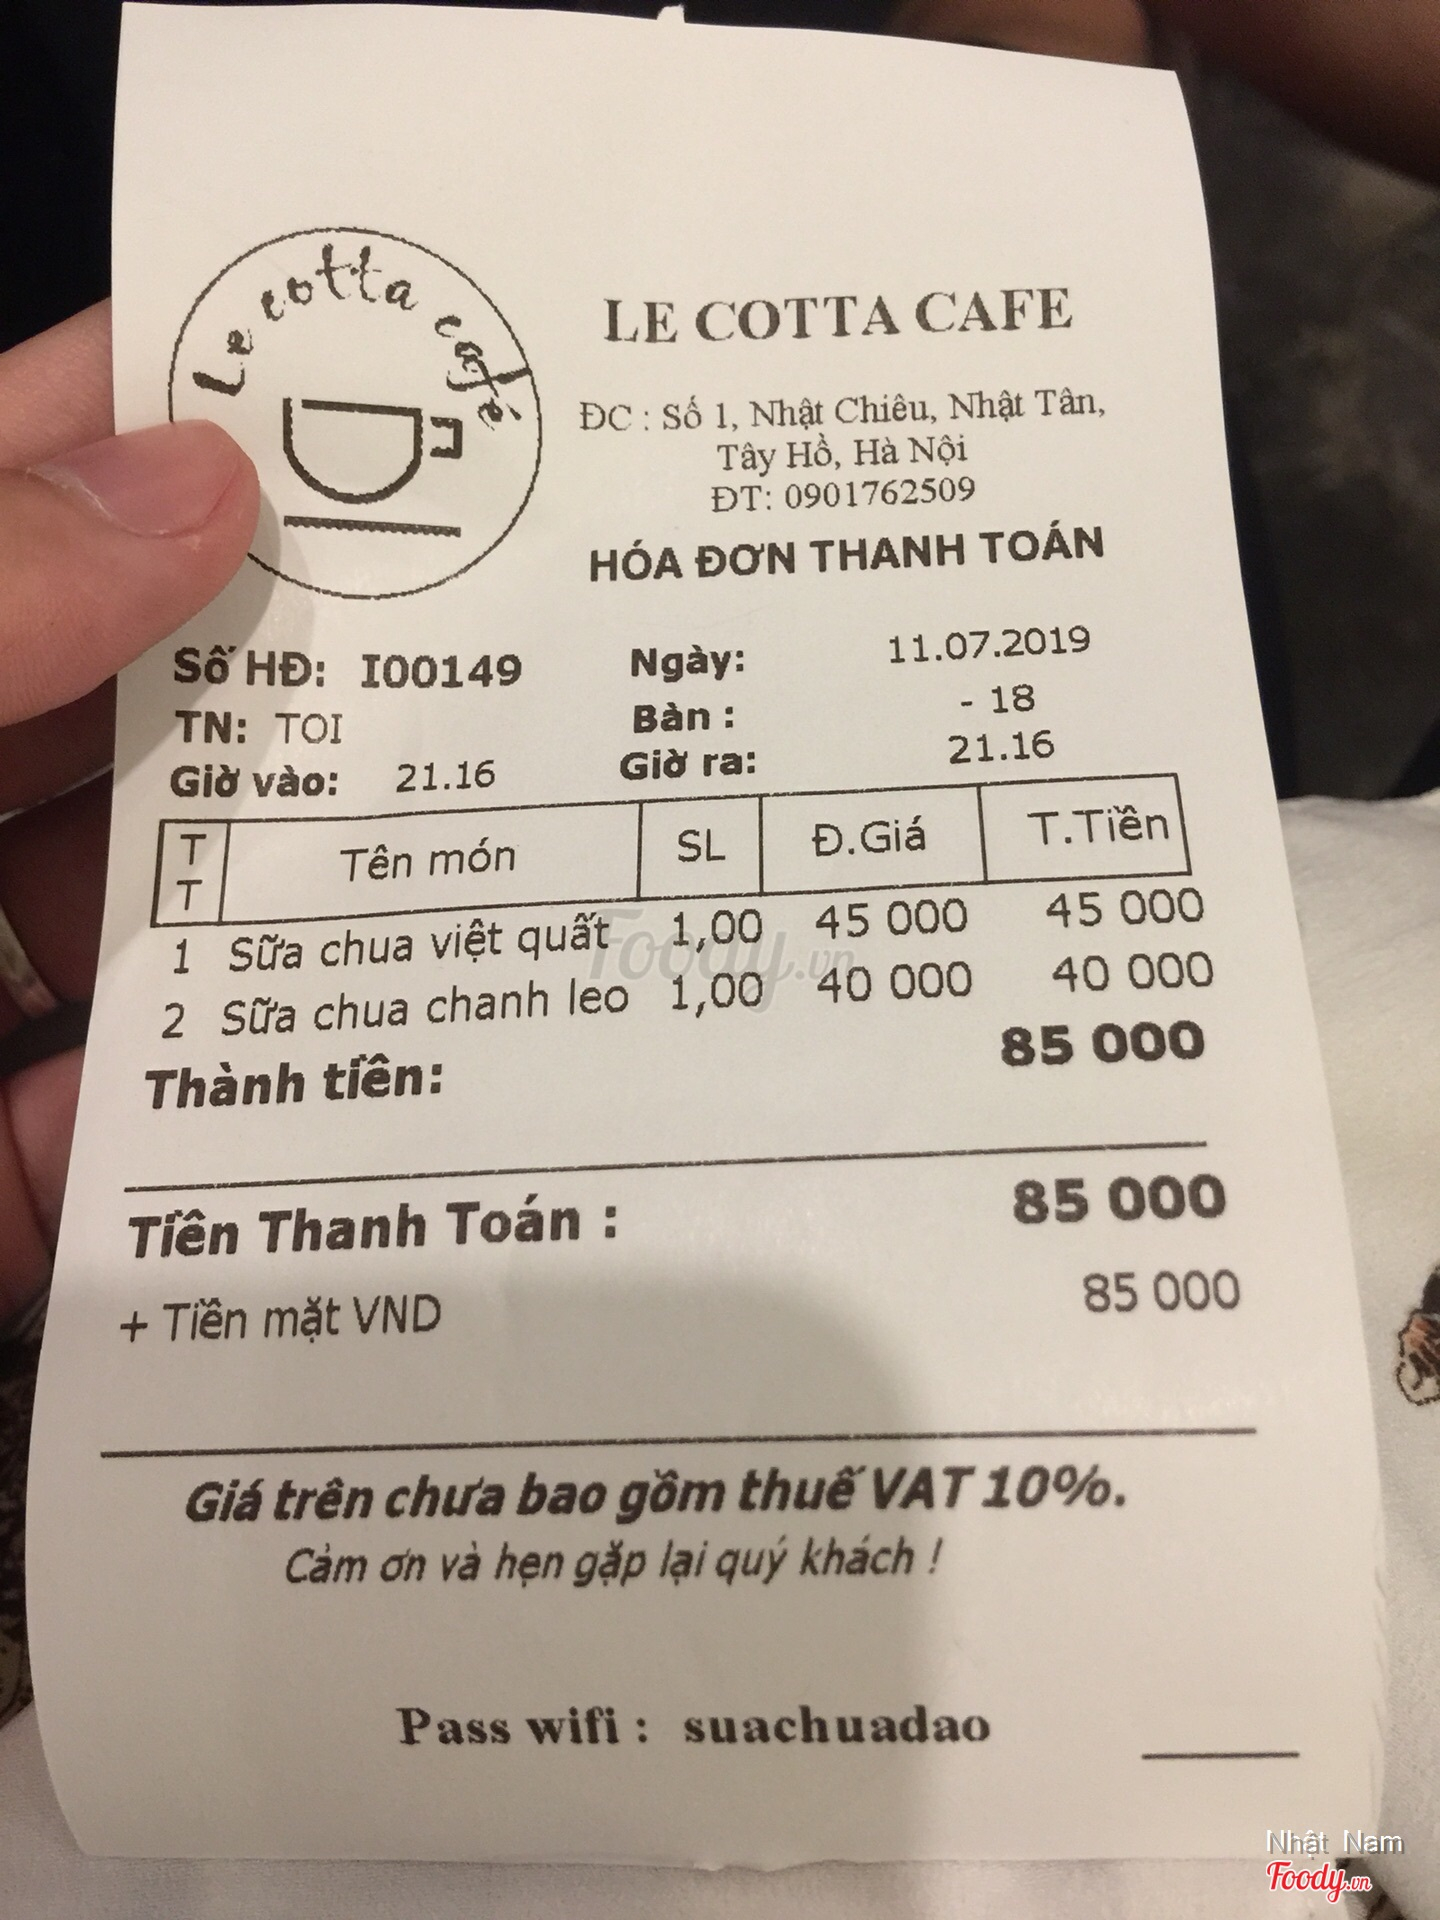 Le cotta café
LE COTTA CAFE
ĐC : Số 1, Nhật Chiêu, Nhật Tân,
Tây Hồ, Hà Nội
ĐT: 0901762509
HÓA ĐƠN THANH TOÁN
Số HĐ: I00149 Ngày: 11.07.2019
TN: TOI Bàn : - 18
Giờ vào: 21.16 Giờ ra: 21.16
TT Tên món SL Đ.Giá T.Tiền
1 Sữa chua việt quất 1,00 45 000 45 000
2 Sữa chua chanh leo 1,00 40 000 40 000
Thành tiền: 85 000
Tiền Thanh Toán : 85 000
+ Tiền mặt VND 85 000
Giá trên chưa bao gồm thuế VAT 10%.
Cảm ơn và hẹn gặp lại quý khách !
Pass wifi : suachuadao
Foody.vn
Nhật Nam
Foody.vn